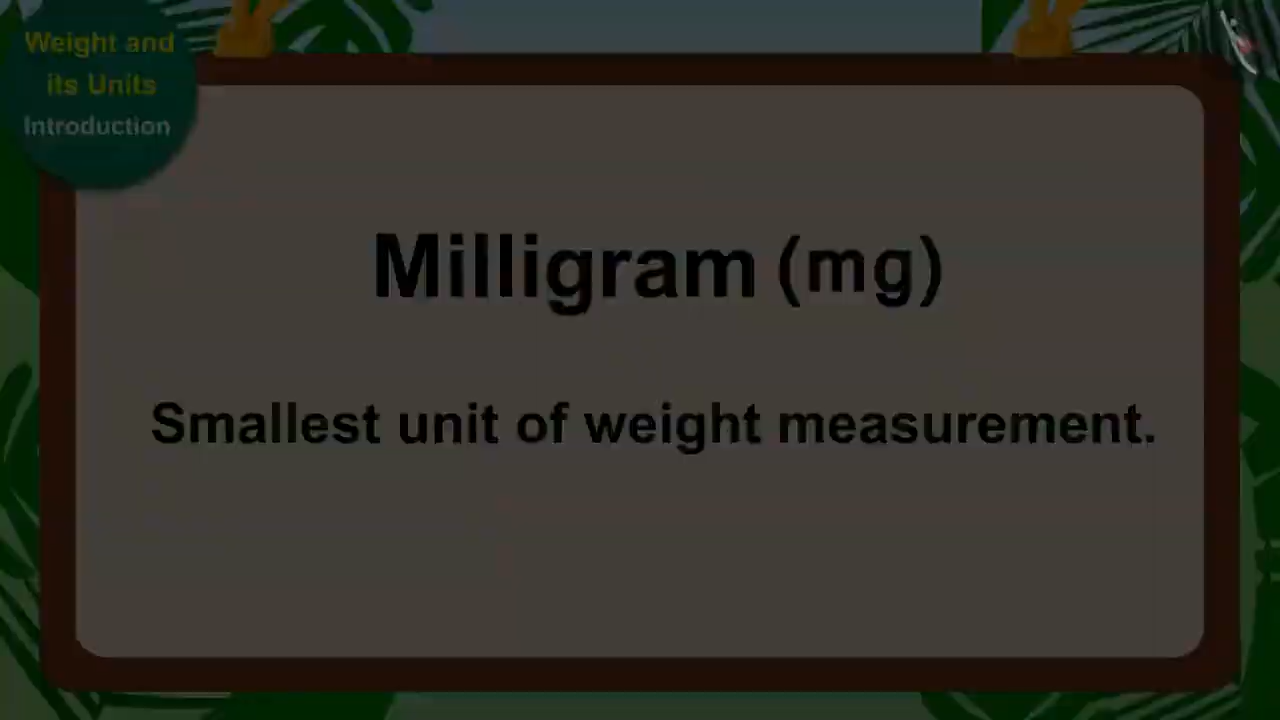 Weight and
its Units
Introduction
Milligram (mg)
Smallest unit of weight measurement.